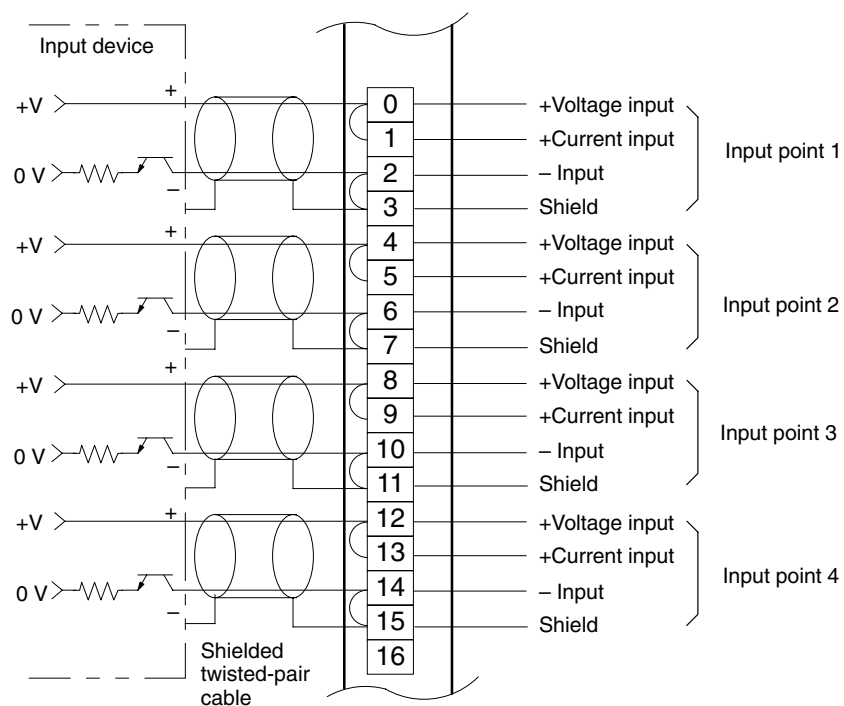 Input device
+
+V
0 V
–
0
1
2
3
+Voltage input
+Current input
– Input
Shield
Input point 1
+
+V
0 V
–
4
5
6
7
+Voltage input
+Current input
– Input
Shield
Input point 2
+
+V
0 V
–
8
9
10
11
+Voltage input
+Current input
– Input
Shield
Input point 3
+
+V
0 V
–
12
13
14
15
16
+Voltage input
+Current input
– Input
Shield
Input point 4
Shielded
twisted-pair
cable